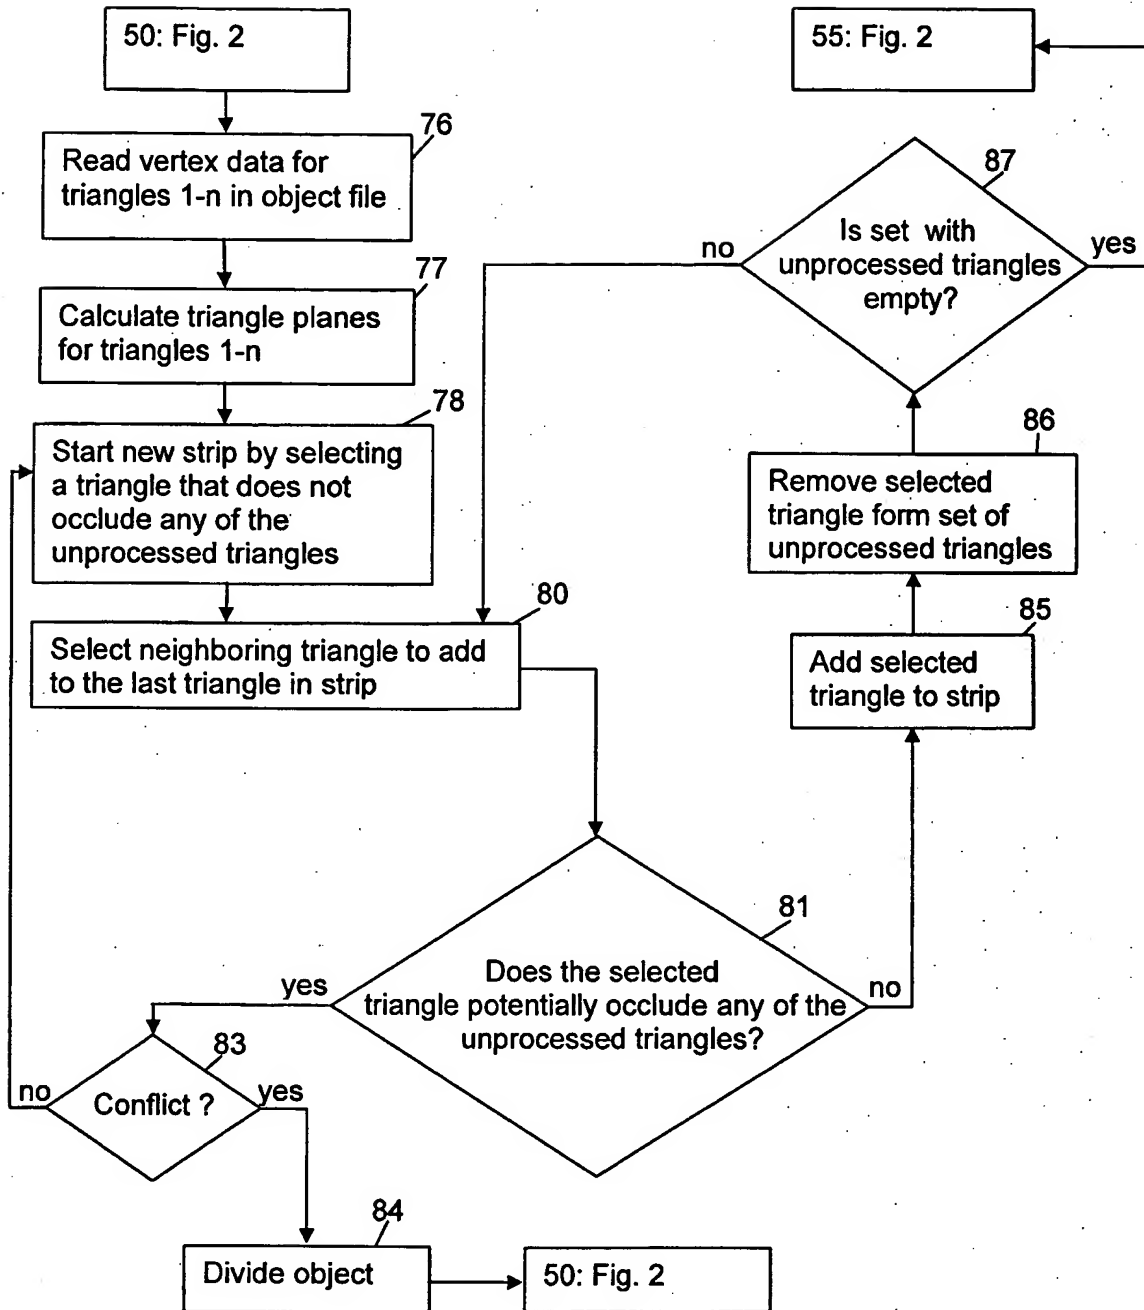 50: Fig. 2
76
Read vertex data for
triangles 1-n in object file
77
Calculate triangle planes
for triangles 1-n
78
Start new strip by selecting
a triangle that does not
occlude any of the
unprocessed triangles
80
Select neighboring triangle to add
to the last triangle in strip
81
Does the selected
triangle potentially occlude any of the
unprocessed triangles?
yes
no
83
Conflict ?
no
yes
84
Divide object
50: Fig. 2
85
Add selected
triangle to strip
86
Remove selected
triangle form set of
unprocessed triangles
87
Is set with
unprocessed triangles
empty?
no
yes
55: Fig. 2